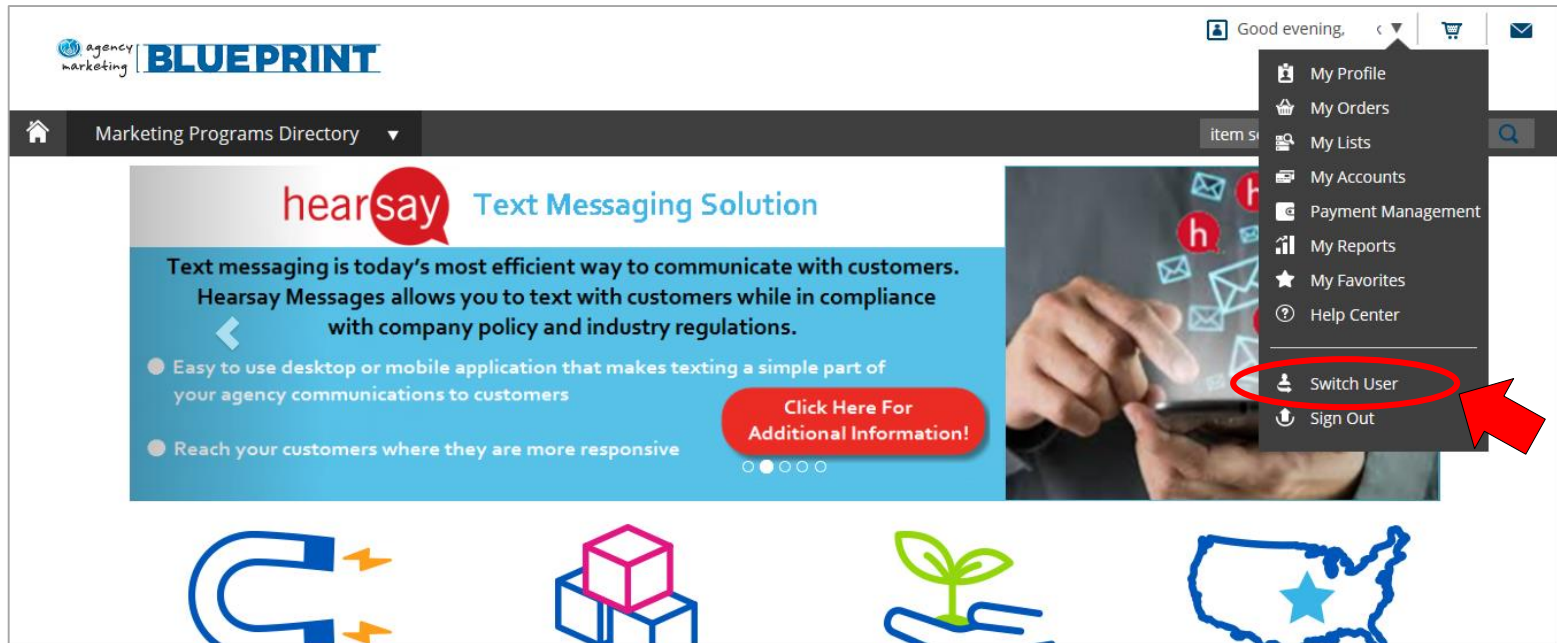 agency
marketing
BLUEPRINT
Good evening,
My Profile
My Orders
My Lists
My Accounts
Payment Management
My Reports
My Favorites
Help Center
Switch User
Sign Out
Marketing Programs Directory
item
hearsay
Text Messaging Solution
Text messaging is today's most efficient way to communicate with customers.
Hearsay Messages allows you to text with customers while in compliance
with company policy and industry regulations.
Easy to use desktop or mobile application that makes texting a simple part of
your agency communications to customers
Reach your customers where they are more responsive
Click Here For
Additional Information!
h
h